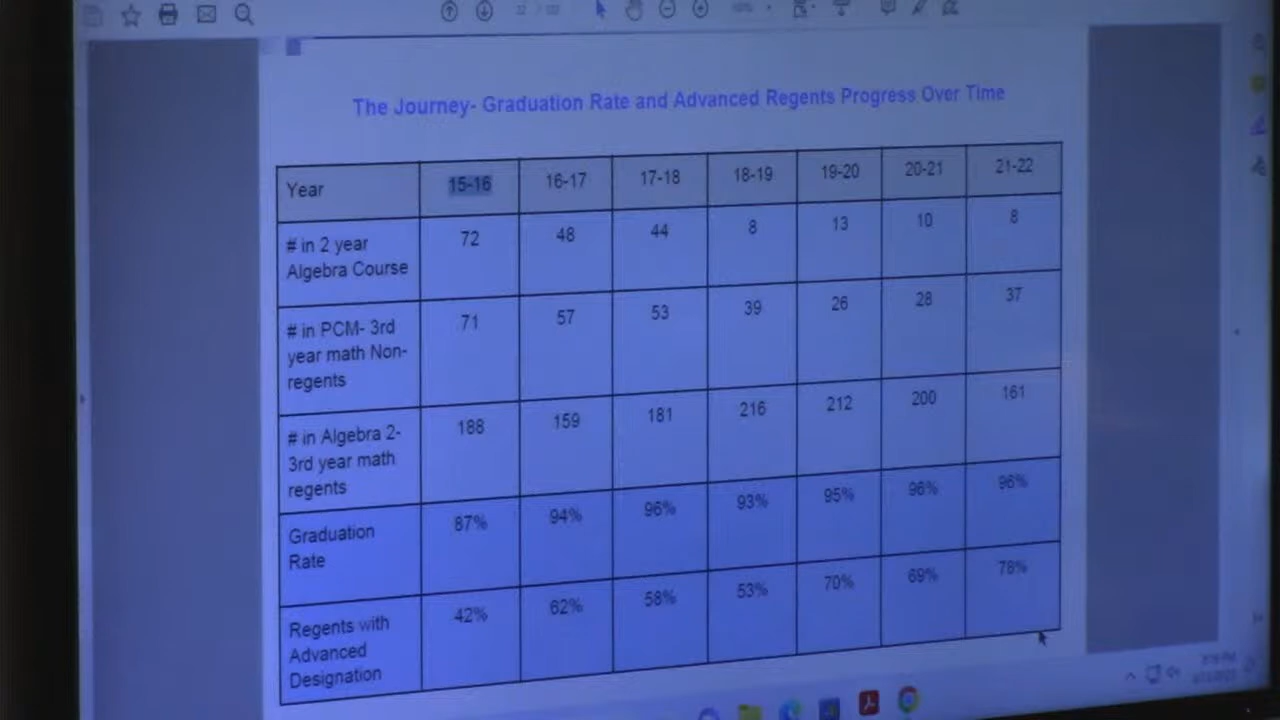 The Journey- Graduation Rate and Advanced Regents Progress Over Time
Year 15-16 16-17 17-18 18-19 19-20 20-21 21-22
# in 2 year
Algebra Course 72 48 44 8 13 10 8
# in PCM- 3rd
year math Non-
regents 71 57 53 39 26 28 37
# in Algebra 2-
3rd year math
regents 188 159 181 216 212 200 161
Graduation
Rate 87% 94% 96% 93% 95% 96% 96%
Regents with
Advanced
Designation 42% 62% 58% 53% 70% 69% 78%